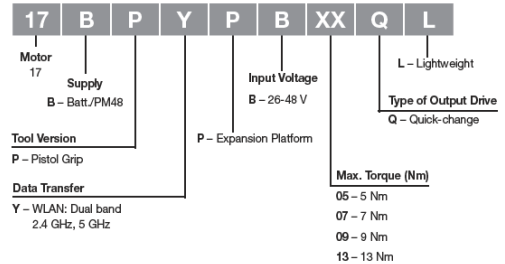 17 B P Y P B XX Q L
Motor
17
Supply
B – Batt./PM48
Input Voltage
B – 26-48 V
L – Lightweight
Type of Output Drive
Q – Quick-change
Tool Version
P – Pistol Grip
P – Expansion Platform
Data Transfer
Y – WLAN: Dual band
2.4 GHz, 5 GHz
Max. Torque (Nm)
05 – 5 Nm
07 – 7 Nm
09 – 9 Nm
13 – 13 Nm